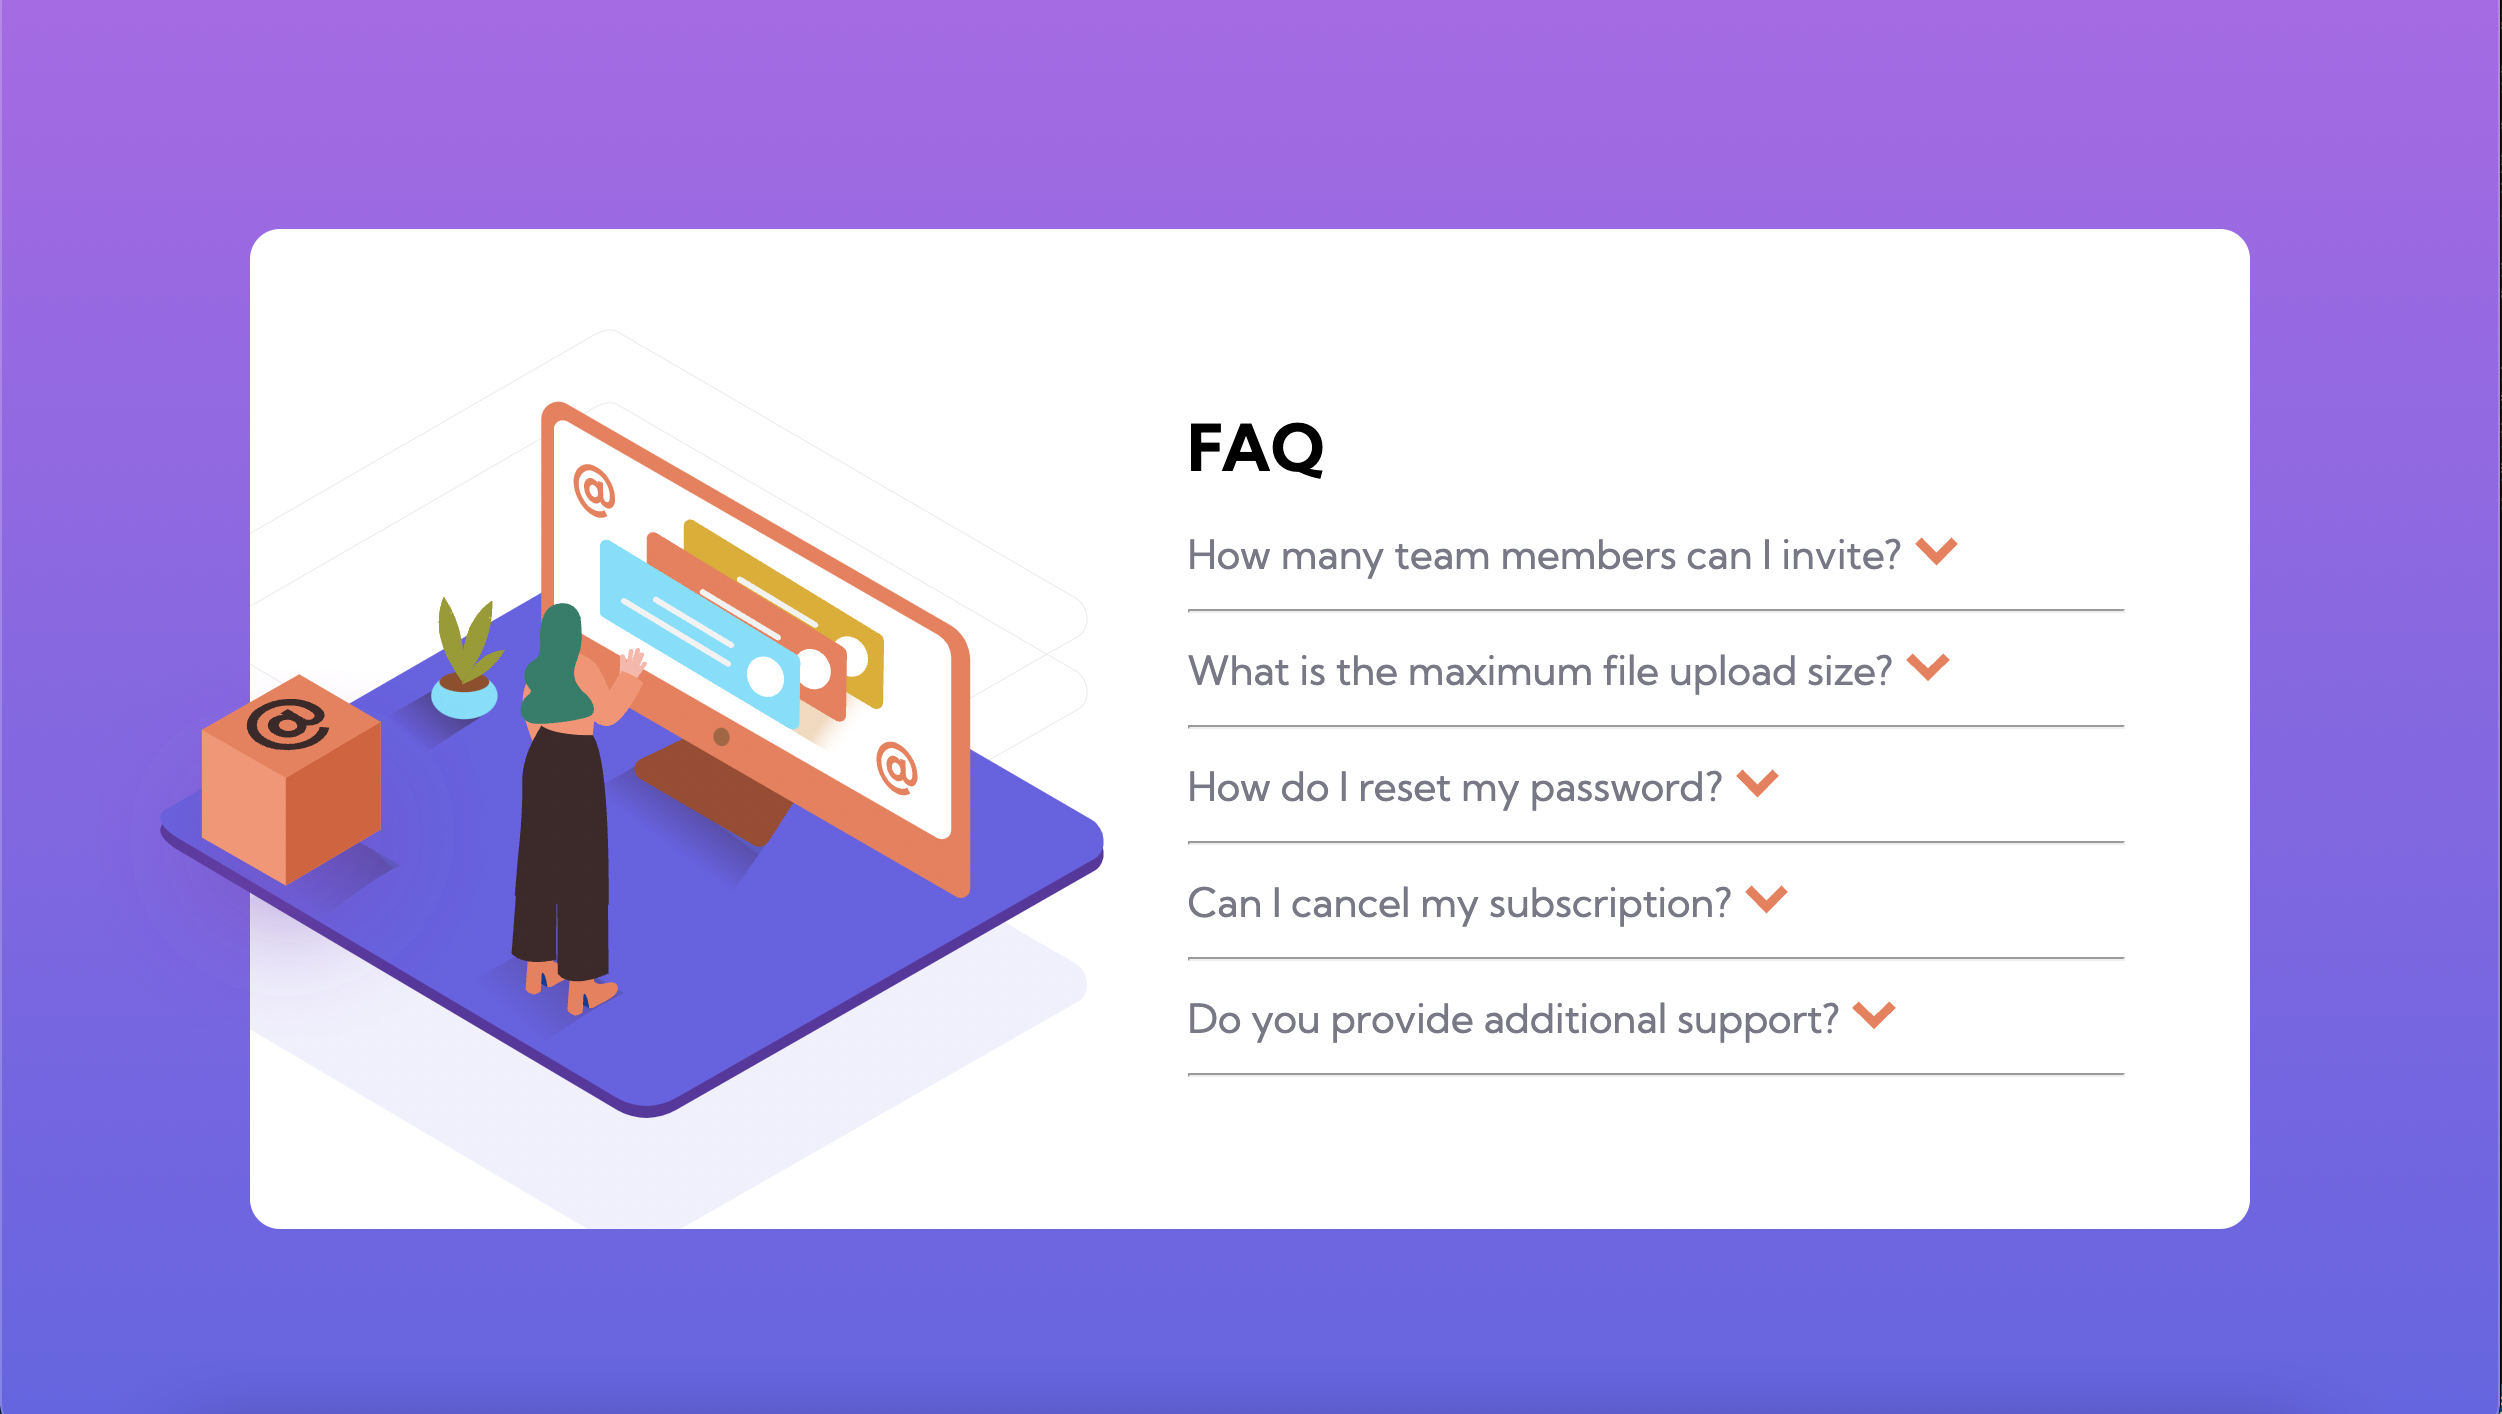 @
FAQ
How many team members can I invite?
What is the maximum file upload size?
@
How do I reset my password?
@
Can I cancel my subscription?
Do you provide additional support?